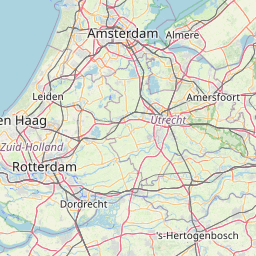 Amsterdam
Almere
Leiden
Amersfoort
en Haag
Utrecht
Zuid-Holland
Rotterdam
Dordrecht
's-Hertogenbosch